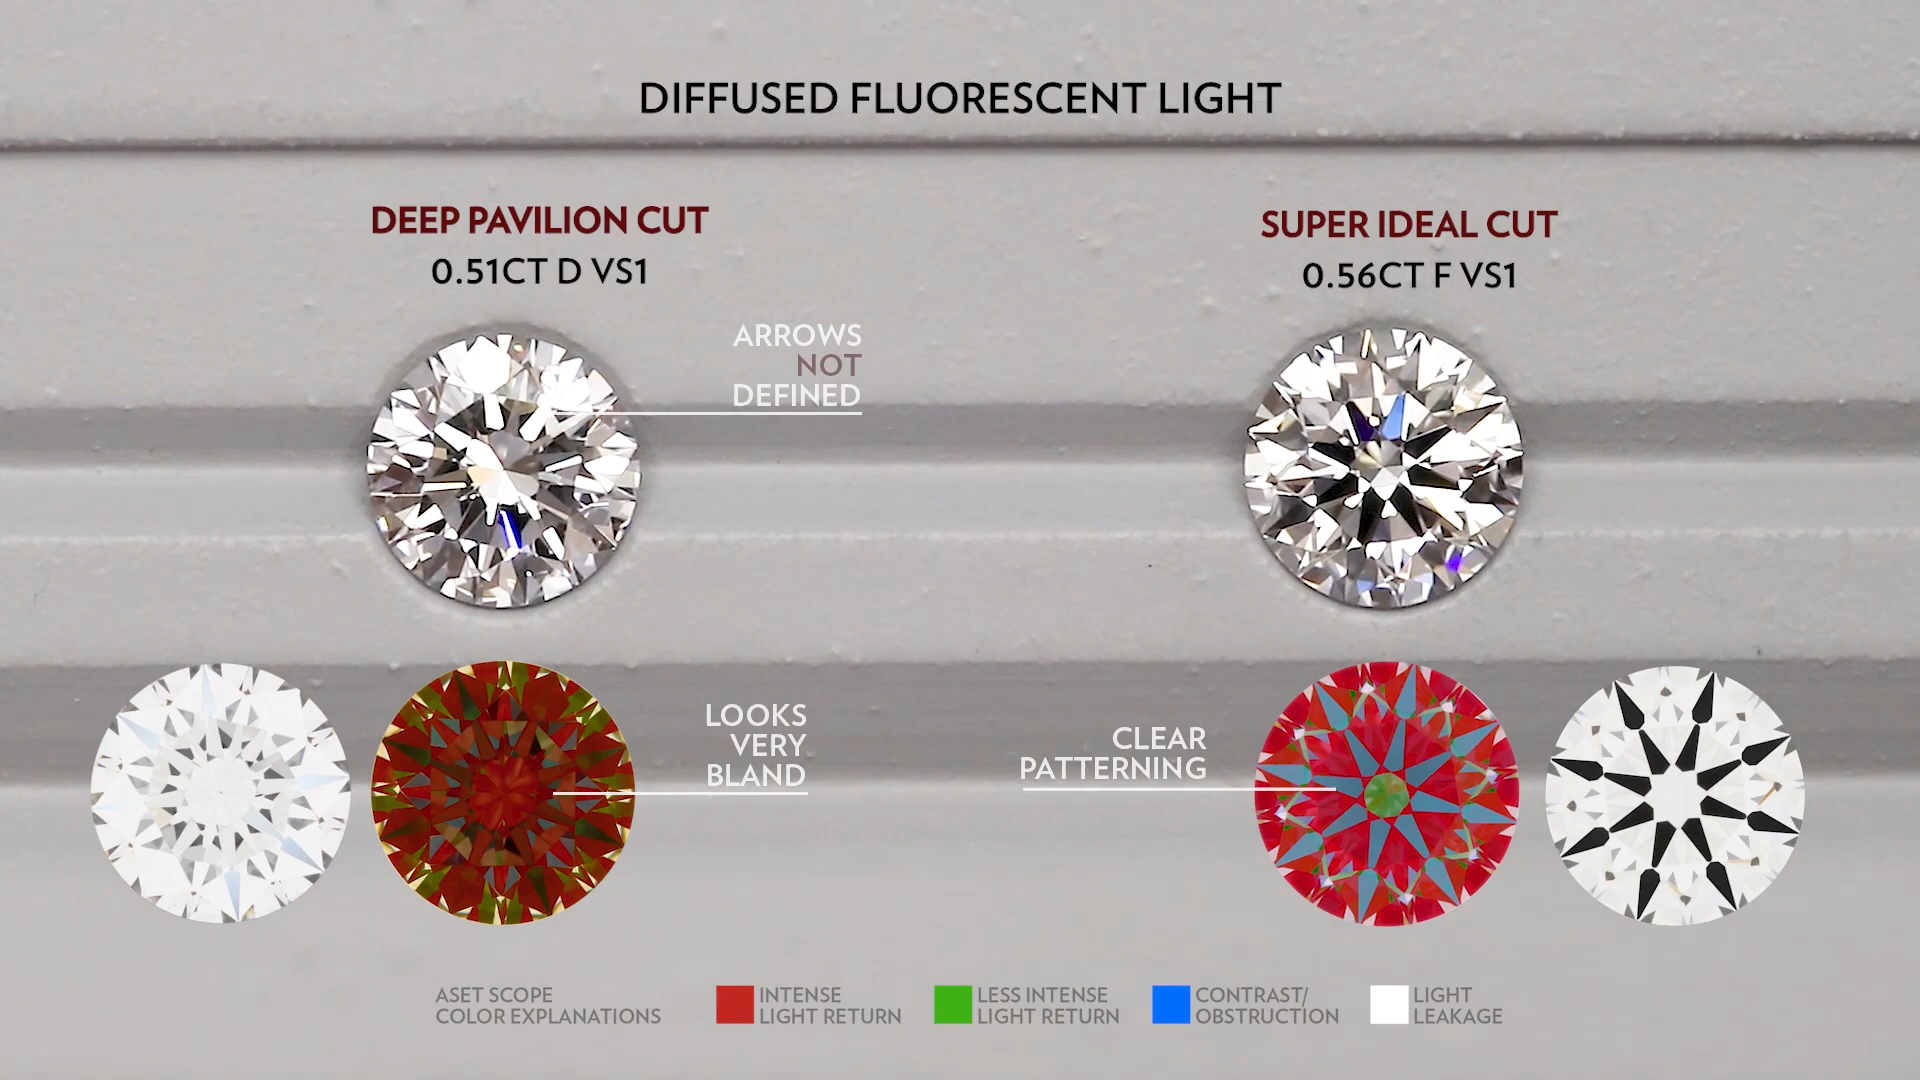 DIFFUSED FLUORESCENT LIGHT
DEEP PAVILION CUT
0.51CT D VS1
ARROWS
NOT
DEFINED
LOOKS
VERY
BLAND
SUPER IDEAL CUT
0.56CT F VS1
CLEAR
PATTERNING
ASET SCOPE
COLOR EXPLANATIONS
INTENSE
LIGHT RETURN
LESS INTENSE
LIGHT RETURN
CONTRAST/
OBSTRUCTION
LIGHT
LEAKAGE